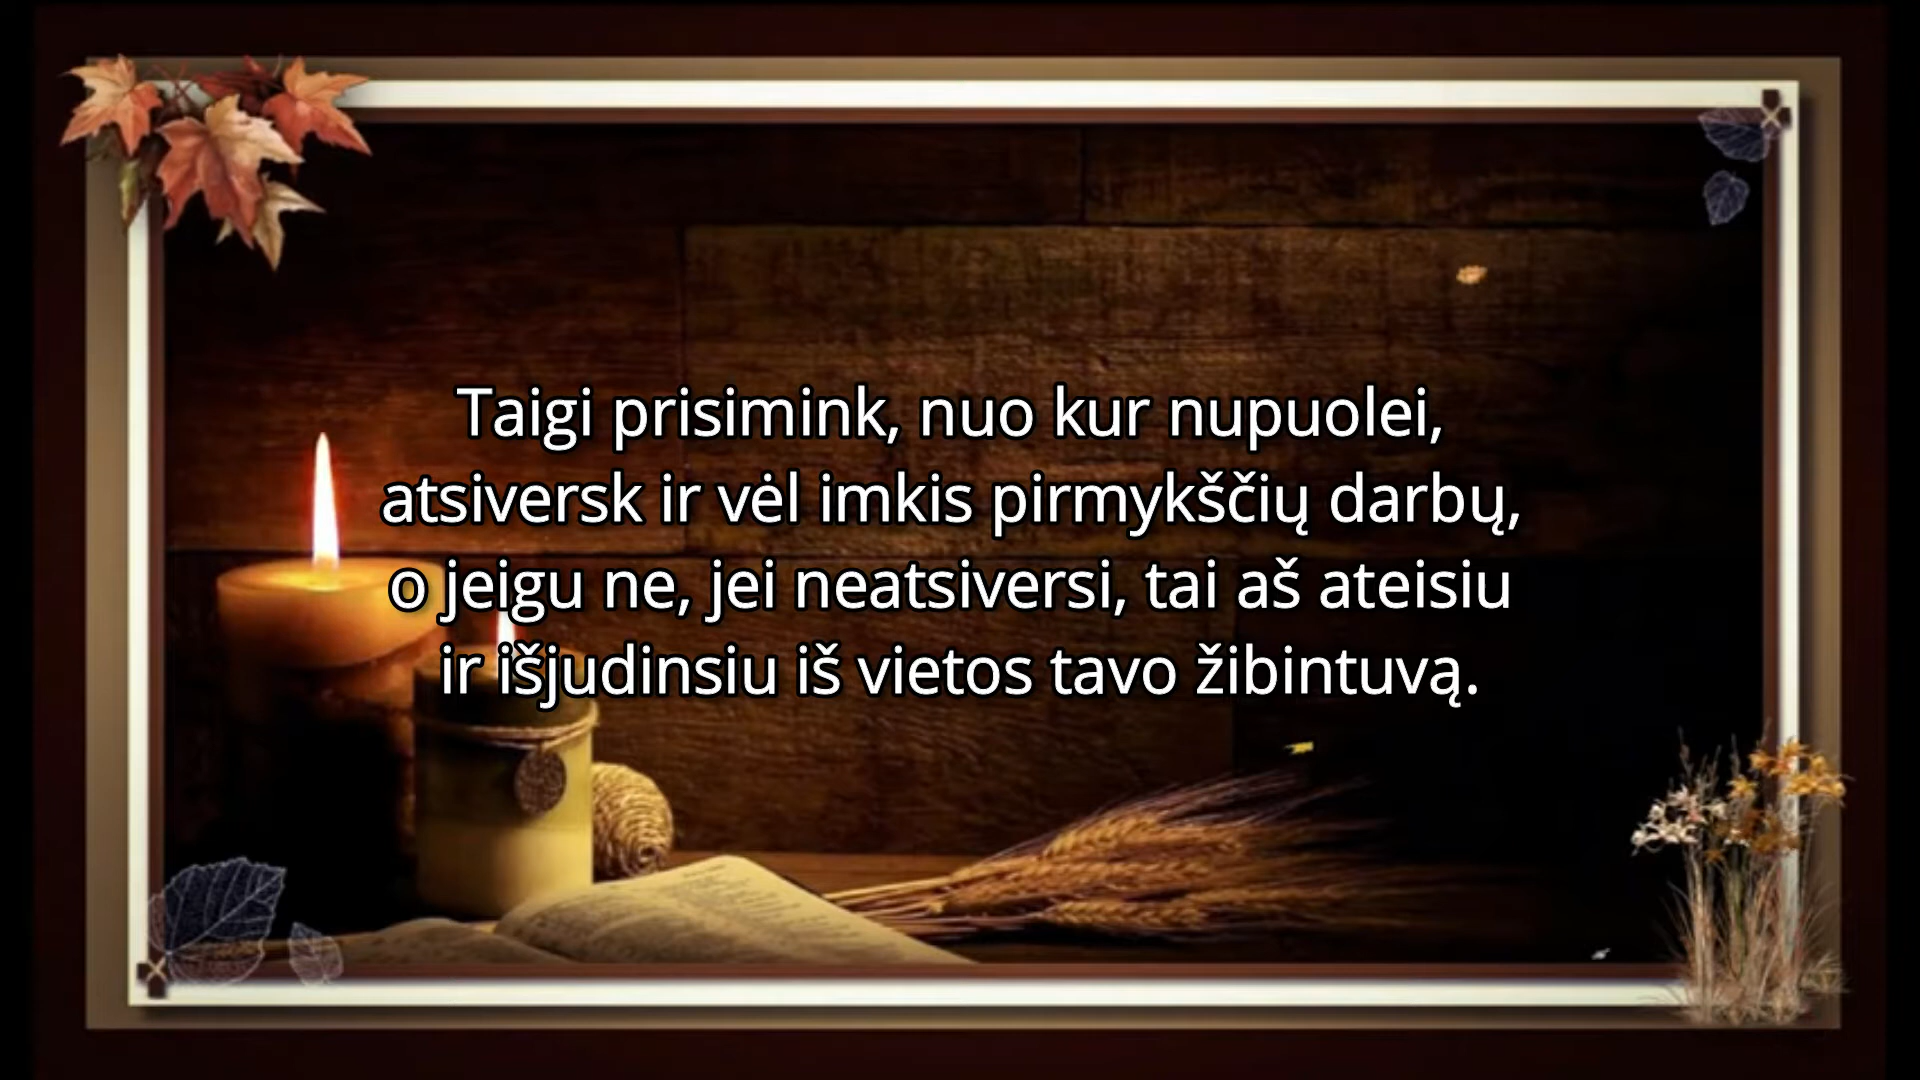 Taigi prisimink, nuo kur nupuolei,
atsiversk ir vėl imkis pirmykščių darbų,
o jeigu ne, jei neatsiversi, tai aš ateisiu
ir išjudinsiu iš vietos tavo žibintuvą.